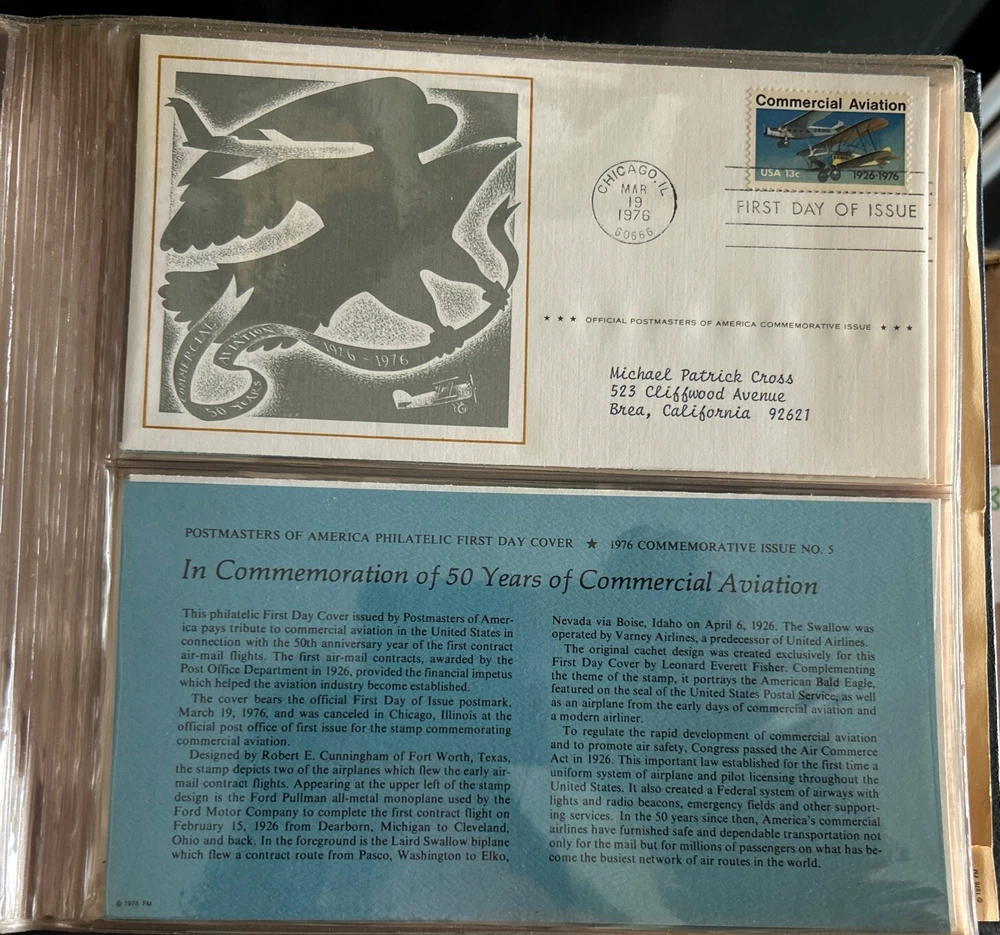 Commercial Aviation
USA 13c
1926-1976
CHICAGO, IL
MAR
19
1976
60666
FIRST DAY OF ISSUE
COMMERCIAL AVIATION 1926 - 1976
50 YEARS
★ ★ ★ OFFICIAL POSTMASTERS OF AMERICA COMMEMORATIVE ISSUE ★ ★ ★
Michael Patrick Cross
523 Cliffwood Avenue
Brea, California 92621
POSTMASTERS OF AMERICA PHILATELIC FIRST DAY COVER ★ 1976 COMMEMORATIVE ISSUE NO. 5
In Commemoration of 50 Years of Commercial Aviation
This philatelic First Day Cover issued by Postmasters of Amer-
ica pays tribute to commercial aviation in the United States in
connection with the 50th anniversary year of the first contract
air-mail flights. The first air-mail contracts, awarded by the
Post Office Department in 1926, provided the financial impetus
which helped the aviation industry become established.
The cover bears the official First Day of Issue postmark,
March 19, 1976, and was canceled in Chicago, Illinois at the
official post office of first issue for the stamp commemorating
commercial aviation.
Designed by Robert E. Cunningham of Fort Worth, Texas,
the stamp depicts two of the airplanes which flew the early air-
mail contract flights. Appearing at the upper left of the stamp
design is the Ford Pullman all-metal monoplane used by the
Ford Motor Company to complete the first contract flight on
February 15, 1926 from Dearborn, Michigan to Cleveland,
Ohio and back. In the foreground is the Laird Swallow biplane
which flew a contract route from Pasco, Washington to Elko,
Nevada via Boise, Idaho on April 6, 1926. The Swallow was
operated by Varney Airlines, a predecessor of United Airlines.
The original cachet design was created exclusively for this
First Day Cover by Leonard Everett Fisher. Complementing
the theme of the stamp, it portrays the American Bald Eagle,
featured on the seal of the United States Postal Service, as well
as an airplane from the early days of commercial aviation and
a modern airliner.
To regulate the rapid development of commercial aviation
and to promote air safety, Congress passed the Air Commerce
Act in 1926. This important law established for the first time a
uniform system of airplane and pilot licensing throughout the
United States. It also created a Federal system of airways with
lights and radio beacons, emergency fields and other support-
ing services. In the 50 years since then, America's commercial
airlines have furnished safe and dependable transportation not
only for the mail but for millions of passengers on what has be-
come the busiest network of air routes in the world.
© 1976 FM